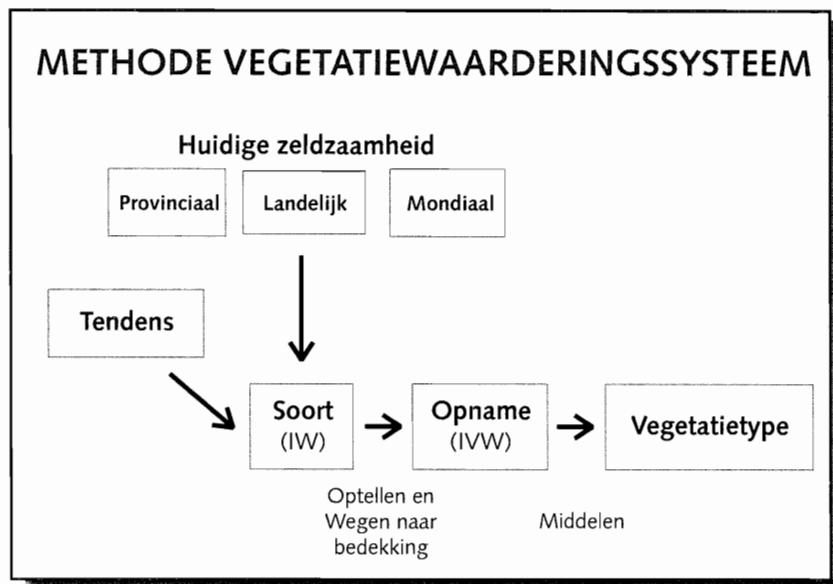 METHODE VEGETATIEWAARDERINGSSYSTEEM
Huidige zeldzaamheid
Provinciaal
Landelijk
Mondiaal
Tendens
Soort
(IW)
Opname
(IVW)
Vegetatietype
Optellen en
Wegen naar
bedekking
Middelen